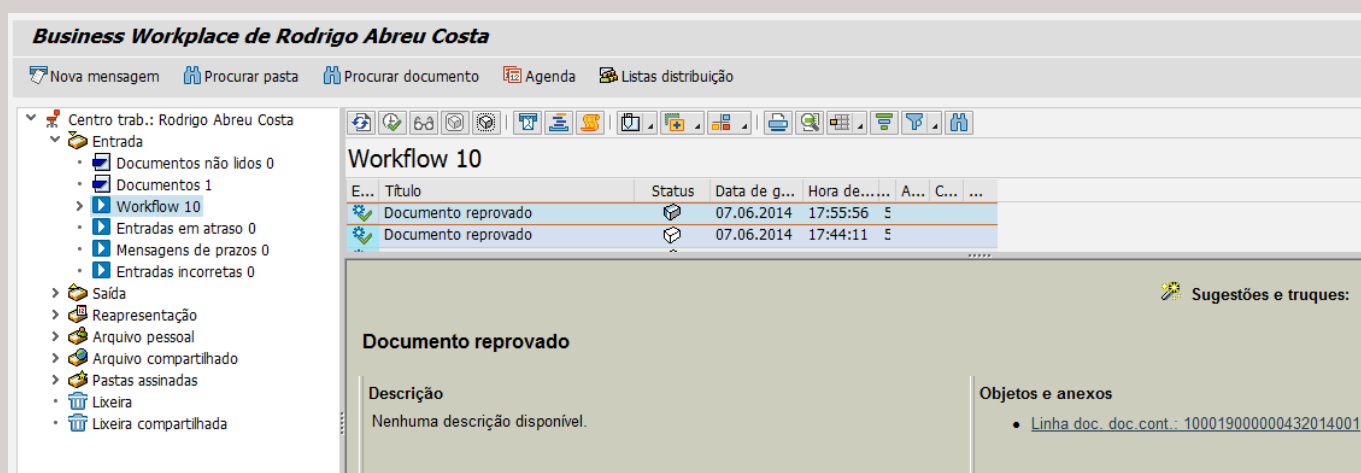 Business Workplace de Rodrigo Abreu Costa
Nova mensagem Procurar pasta Procurar documento Agenda Listas distribuição
Centro trab.: Rodrigo Abreu Costa
Entrada
Documentos não lidos 0
Documentos 1
Workflow 10
Entradas em atraso 0
Mensagens de prazos 0
Entradas incorretas 0
Saída
Reapresentação
Arquivo pessoal
Arquivo compartilhado
Pastas assinadas
Lixeira
Lixeira compartilhada
Workflow 10
E... Título Status Data de g... Hora de... ... A... C... ...
Documento reprovado 07.06.2014 17:55:56 5
Documento reprovado 07.06.2014 17:44:11 5
Sugestões e truques:
Documento reprovado
Descrição
Nenhuma descrição disponível.
Objetos e anexos
Linha doc. doc.cont.: 100019000000432014001